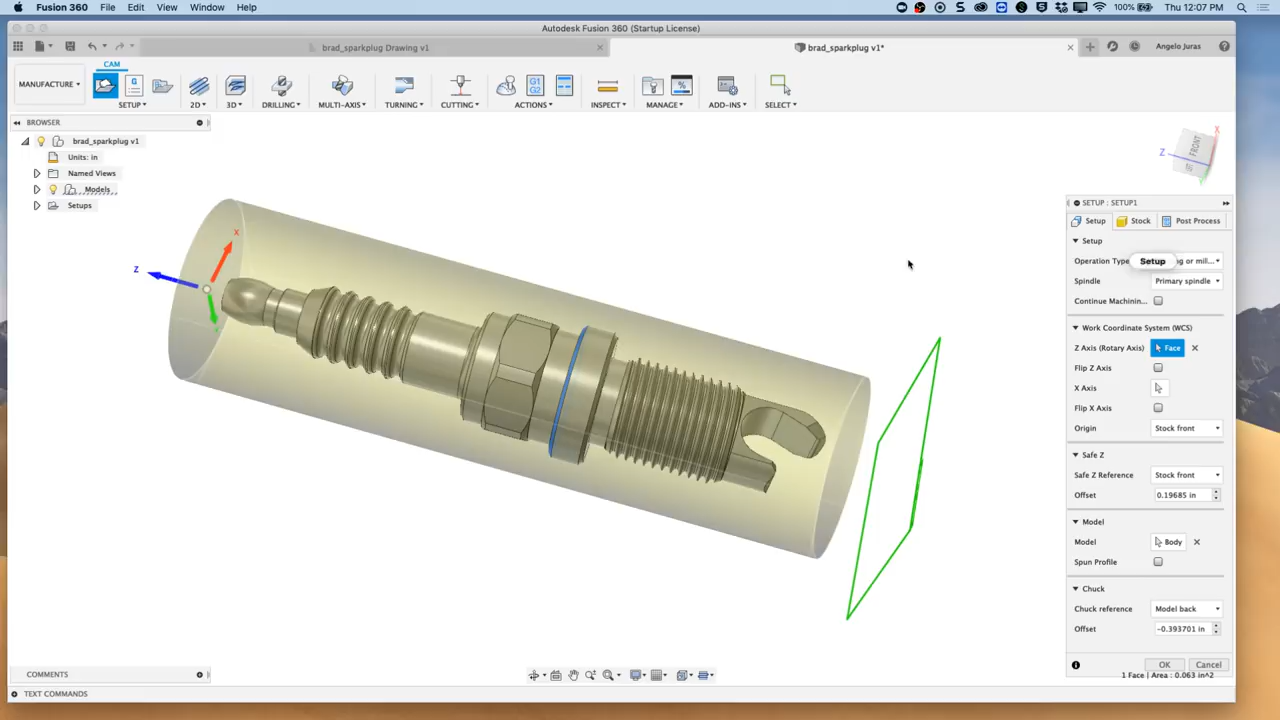 Fusion 360 File Edit View Window Help 100% Thu 12:07 PM
Autodesk Fusion 360 (Startup License)
brad_sparkplug Drawing v1 brad_sparkplug v1* Angelo Juras
CAM
MANUFACTURE
G G1 G2
SETUP 2D 3D DRILLING MULTI-AXIS TURNING CUTTING ACTIONS INSPECT MANAGE ADD-INS SELECT
BROWSER
brad_sparkplug v1
Units: in
Named Views
Models
Setups
X
Z
X
Z FRONT
SETUP : SETUP1
Setup Stock Post Process
Setup
Operation Type Setup g or mill...
Spindle Primary spindle
Continue Machinin...
Work Coordinate System (WCS)
Z Axis (Rotary Axis) Face
Flip Z Axis
X Axis
Flip X Axis
Origin Stock front
Safe Z
Safe Z Reference Stock front
Offset 0.19685 in
Model
Model Body
Spun Profile
Chuck
Chuck reference Model back
Offset -0.393701 in
OK Cancel
1 Face | Area : 0.063 in^2
COMMENTS
TEXT COMMANDS